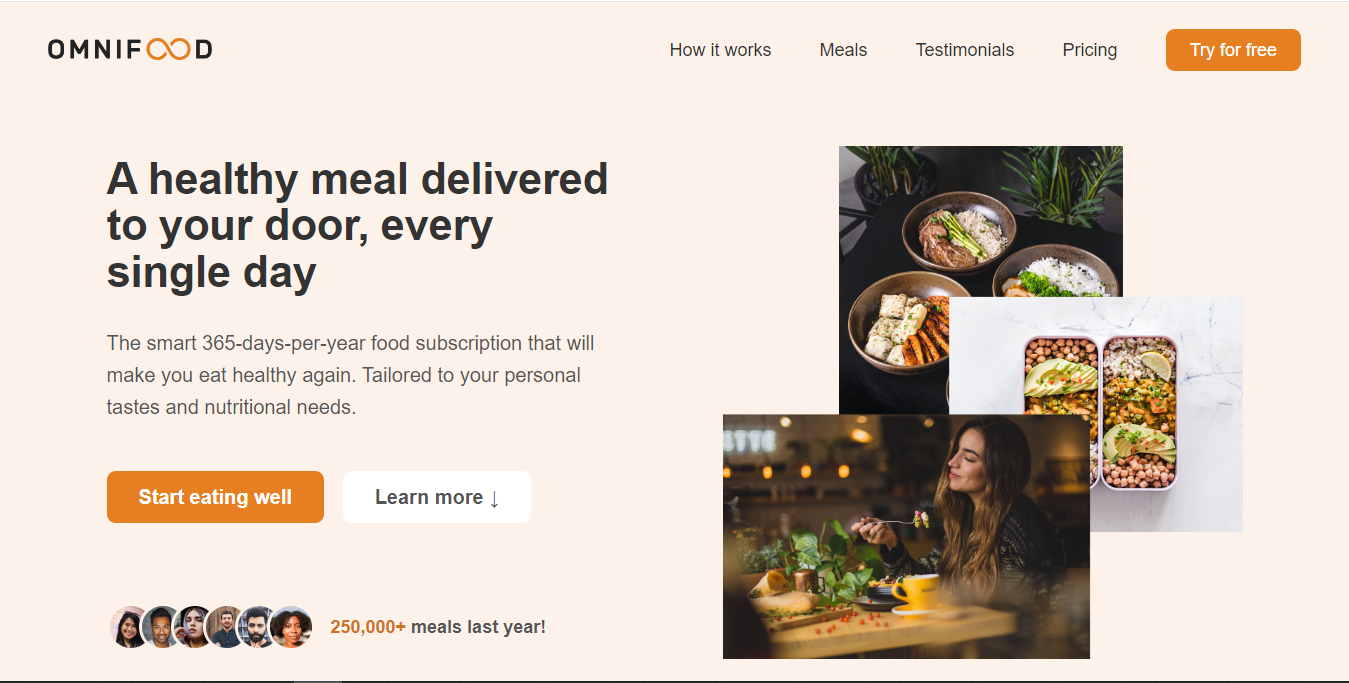 OMNIFOOD
How it works
Meals
Testimonials
Pricing
Try for free
A healthy meal delivered
to your door, every
single day
The smart 365-days-per-year food subscription that will
make you eat healthy again. Tailored to your personal
tastes and nutritional needs.
Start eating well
Learn more ↓
250,000+ meals last year!
ETTE